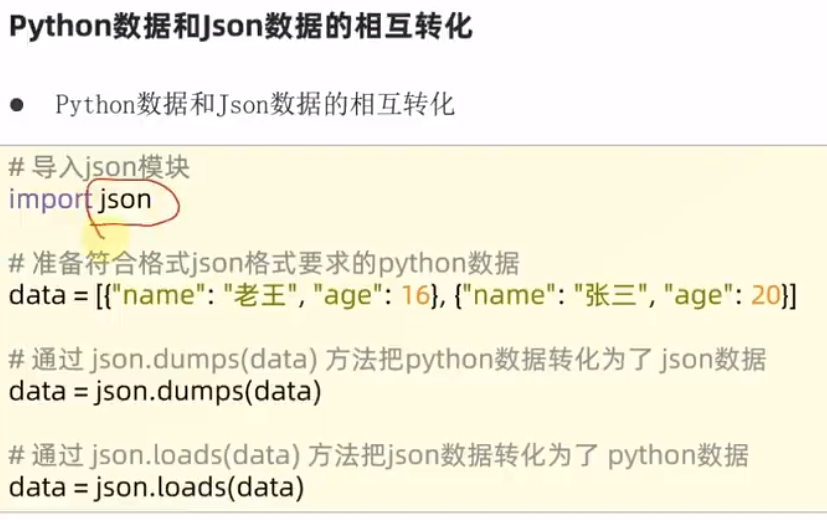 Python数据和Json数据的相互转化
● Python数据和Json数据的相互转化
# 导入json模块
import json
# 准备符合格式json格式要求的python数据
data = [{"name": "老王", "age": 16}, {"name": "张三", "age": 20}]
# 通过 json.dumps(data) 方法把python数据转化为了 json数据
data = json.dumps(data)
# 通过 json.loads(data) 方法把json数据转化为了 python数据
data = json.loads(data)